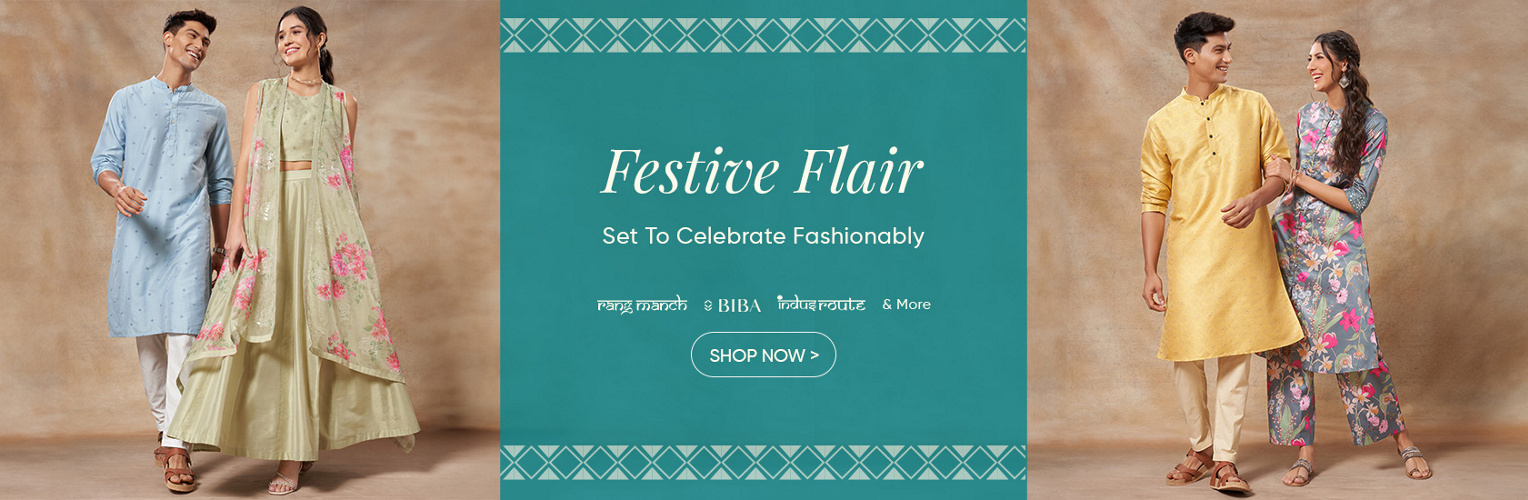 Festive Flair
Set To Celebrate Fashionably
rang manch BIBA indus route & More
SHOP NOW >